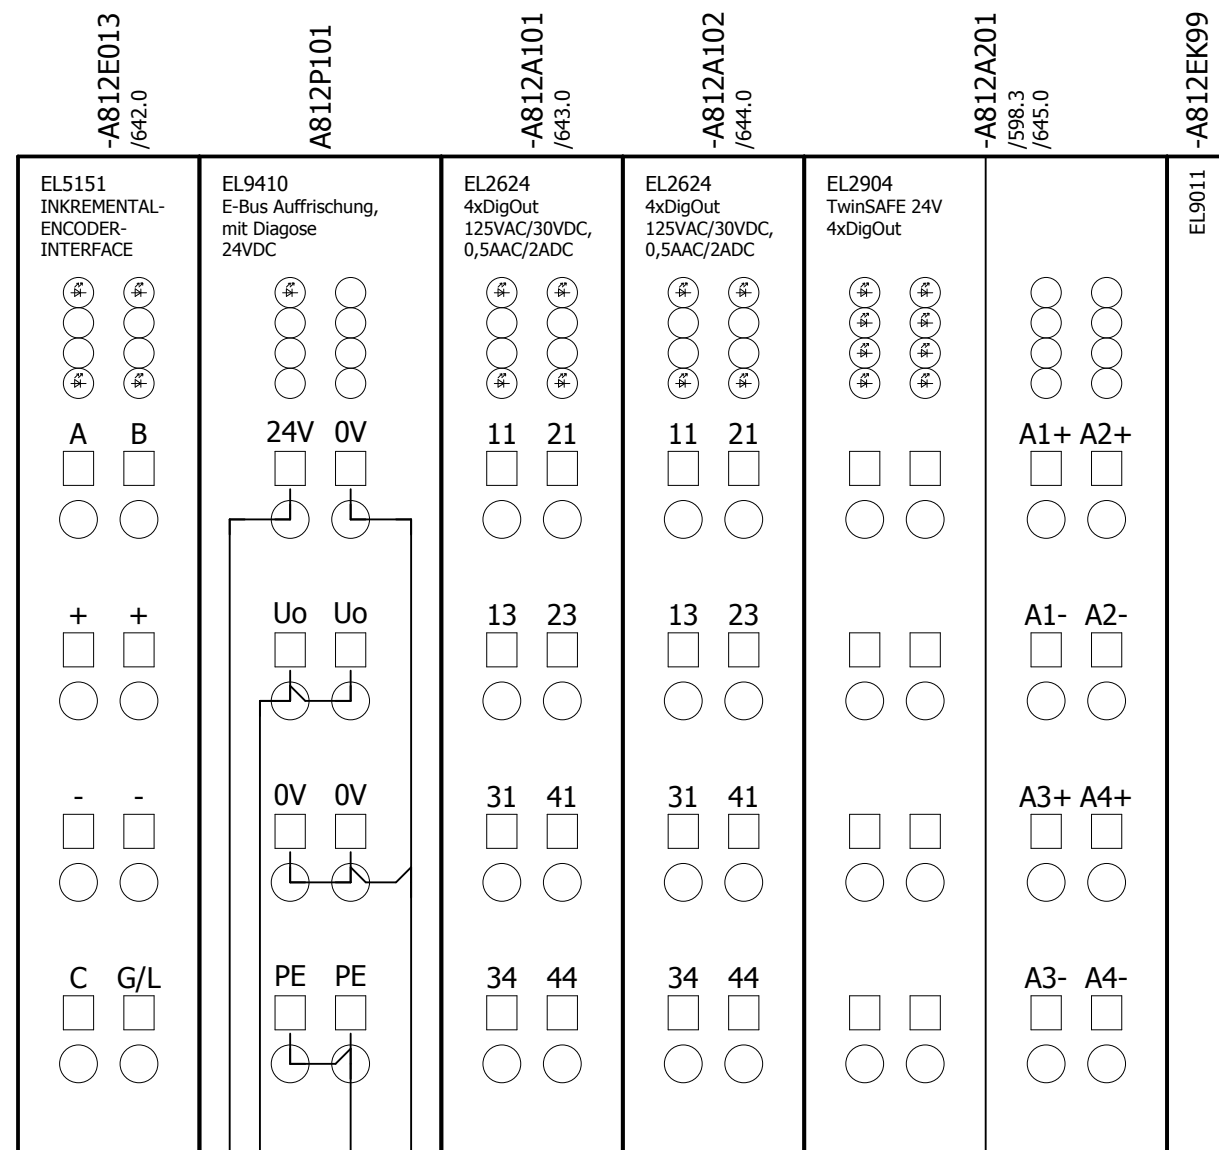 -A812E013
/642.0
A812P101
-A812A101
/643.0
-A812A102
/644.0
-A812A201
/598.3
/645.0
-A812EK99
EL5151
INKREMENTAL-
ENCODER-
INTERFACE
EL9410
E-Bus Auffrischung,
mit Diagose
24VDC
EL2624
4xDigOut
125VAC/30VDC,
0,5AAC/2ADC
EL2624
4xDigOut
125VAC/30VDC,
0,5AAC/2ADC
EL2904
TwinSAFE 24V
4xDigOut
EL9011
A B 24V 0V 11 21 11 21 A1+ A2+
+ + Uo Uo 13 23 13 23 A1- A2-
- - 0V 0V 31 41 31 41 A3+ A4+
C G/L PE PE 34 44 34 44 A3- A4-